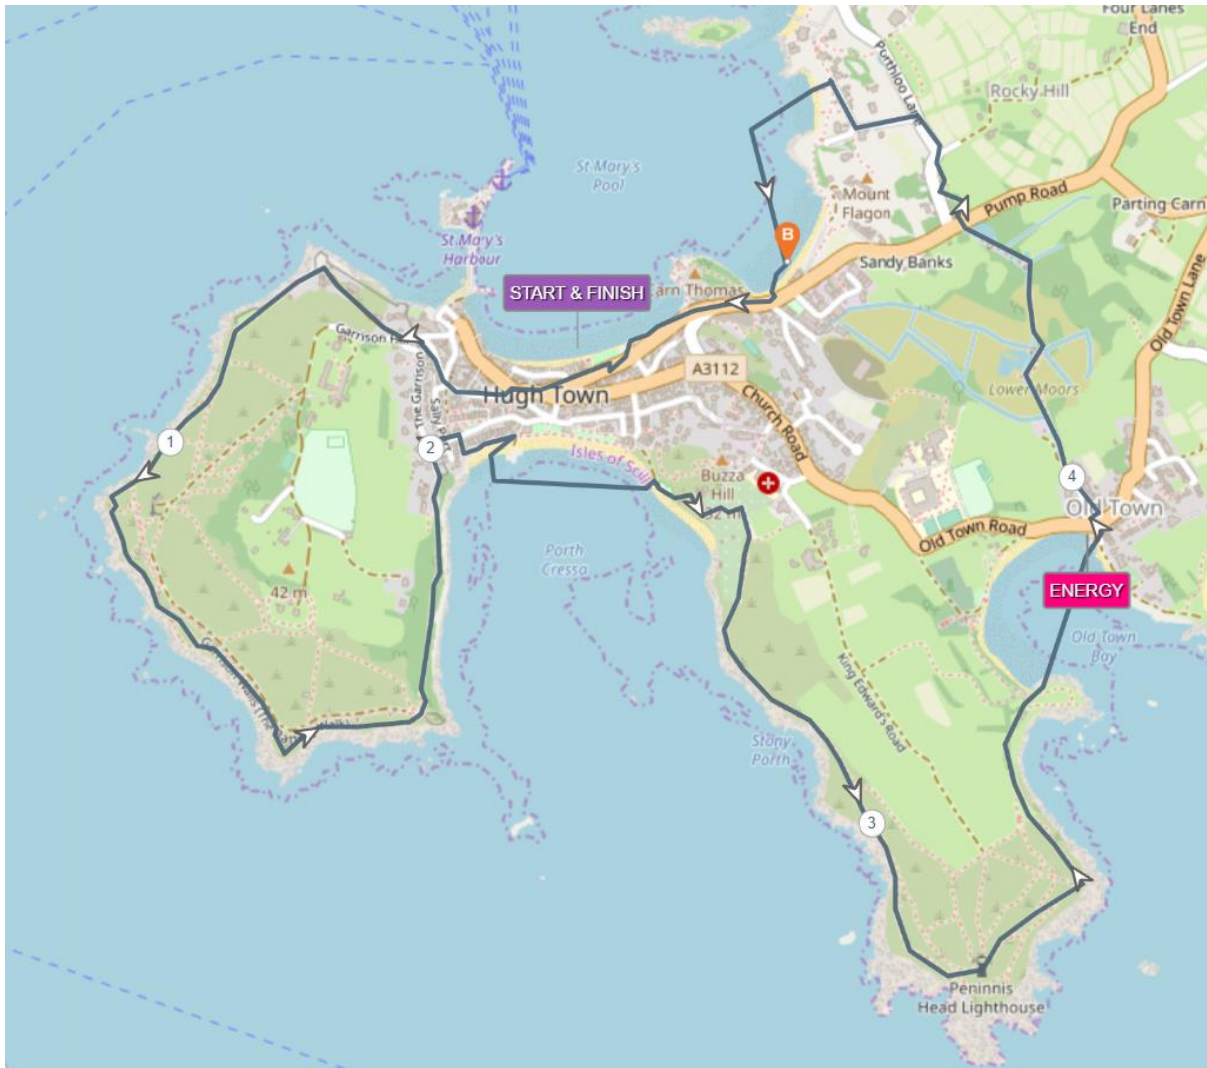 Four Lanes
End
Porthloo Lane
Rocky Hill
St Mary's
Pool
Mount
Flagon
Pump Road
Parting Carn
St Mary's
Harbour
B
Sandy Banks
START & FINISH
Carn Thomas
Old Town Lane
Garrison Hill
The Garrison
A3112
Hugh Town
Lower Moors
Church Road
1
2
Isles of Scilly
Buzza
Hill
32 m
4
Old Town
Old Town Road
Porth
Cressa
42 m
ENERGY
Old Town
Bay
King Edward's Road
Stony
Porth
3
Peninnis
Head Lighthouse